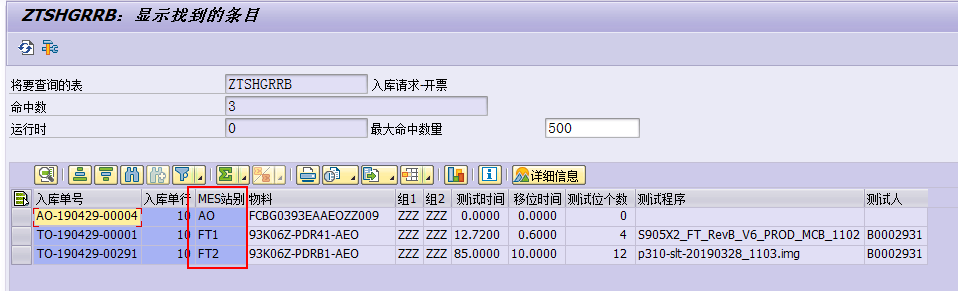 ZTSHGRRB：显示找到的条目
将要查询的表 ZTSHGRRB 入库请求-开票
命中数 3
运行时 0 最大命中数量 500
详细信息
入库单号 入库单行 MES站别 物料 组1 组2 测试时间 移位时间 测试位个数 测试程序 测试人
AO-190429-00004 10 AO FCBG0393EAAEOZZ009 ZZZ ZZZ 0.0000 0.0000 0
TO-190429-00001 10 FT1 93K06Z-PDR41-AEO ZZZ ZZZ 12.7200 0.6000 4 S905X2_FT_RevB_V6_PROD_MCB_1102 B0002931
TO-190429-00291 10 FT2 93K06Z-PDRB1-AEO ZZZ ZZZ 85.0000 10.0000 12 p310-slt-20190328_1103.img B0002931